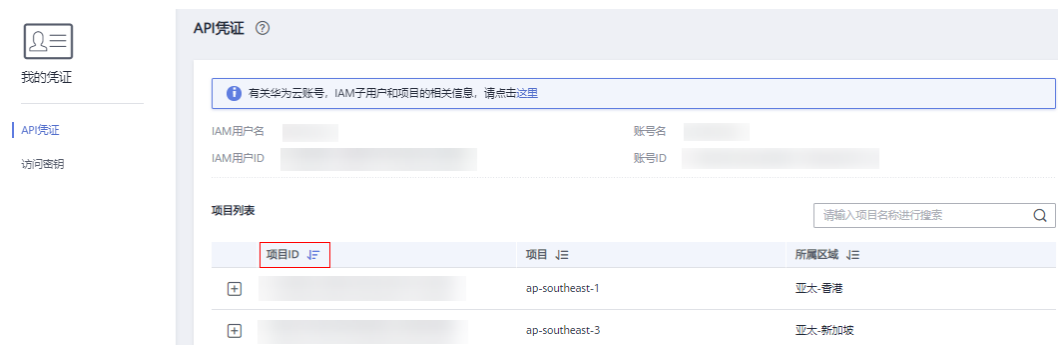 我的凭证
API凭证
访问密钥
API凭证
有关华为云账号，IAM子用户和项目的相关信息，请点击这里
IAM用户名 账号名
IAM用户ID 账号ID
项目列表
请输入项目名称进行搜索
项目ID 项目 所属区域
ap-southeast-1 亚太-香港
ap-southeast-3 亚太-新加坡